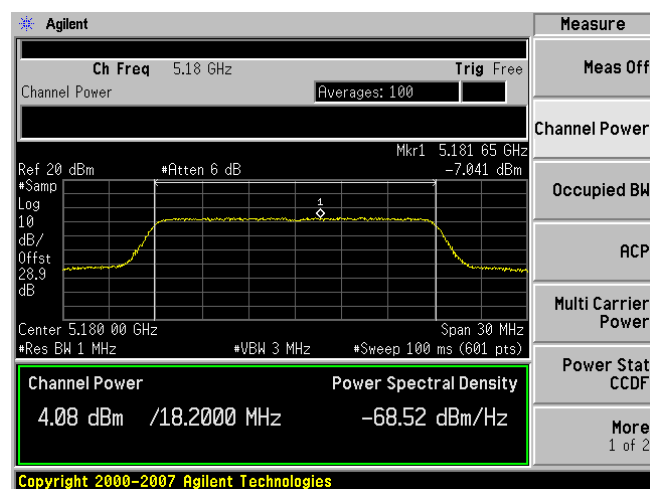 Agilent
Measure
Ch Freq 5.18 GHz Trig Free
Channel Power Averages: 100
Mkr1 5.181 65 GHz
Ref 20 dBm #Atten 6 dB -7.041 dBm
#Samp
Log
10
dB/
Offst
28.9
dB
1
Center 5.180 00 GHz Span 30 MHz
#Res BW 1 MHz #VBW 3 MHz #Sweep 100 ms (601 pts)
Channel Power Power Spectral Density
4.08 dBm /18.2000 MHz -68.52 dBm/Hz
Copyright 2000-2007 Agilent Technologies
Meas Off
Channel Power
Occupied BW
ACP
Multi Carrier
Power
Power Stat
CCDF
More
1 of 2